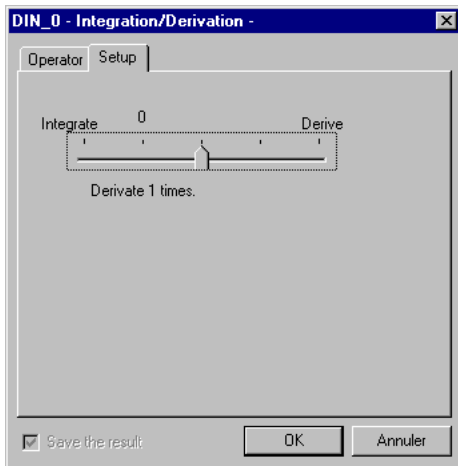 DIN_0 - Integration/Derivation -
Operator Setup
Integrate 0 Derive
Derivate 1 times.
Save the result OK Annuler